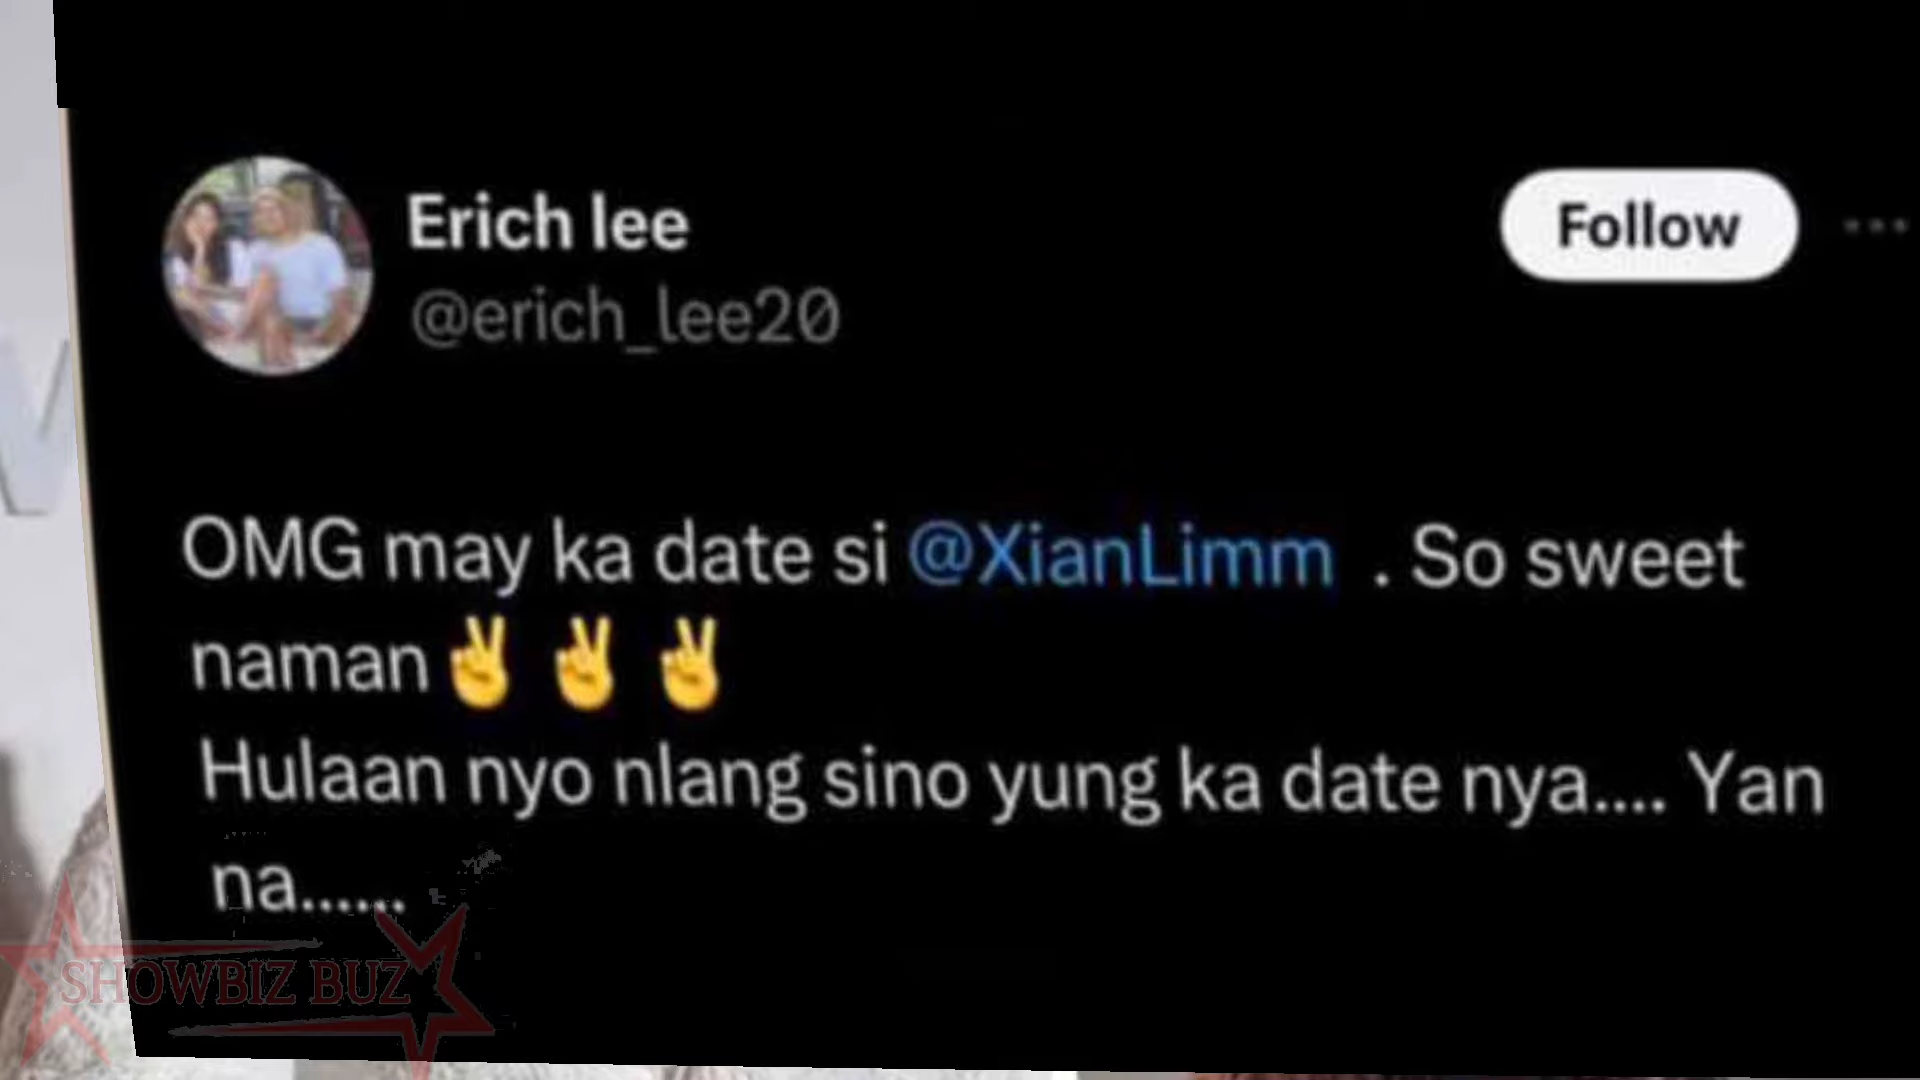 Erich lee
Follow
@erich_lee20
OMG may ka date si @XianLimm . So sweet
naman✌️ ✌️ ✌️
Hulaan nyo nlang sino yung ka date nya.... Yan
na......
SHOWBIZ BUZ